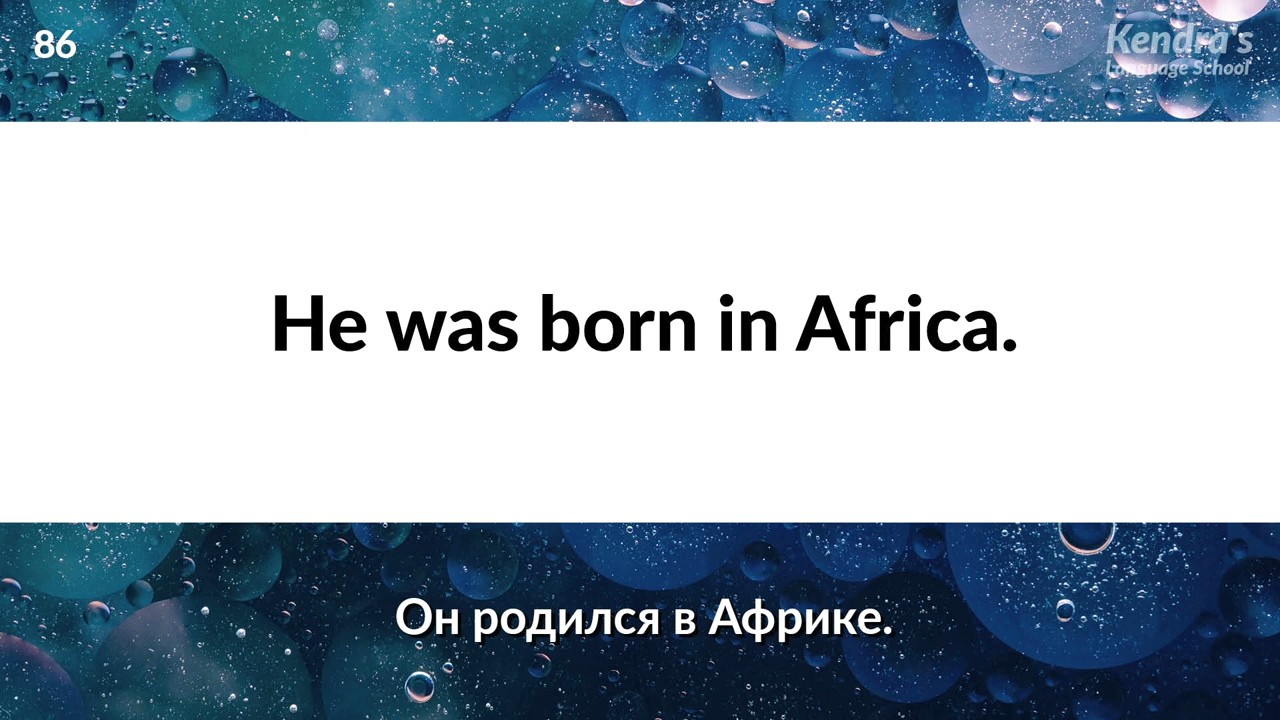 86
Kendra's
Language School
He was born in Africa.
Он родился в Африке.